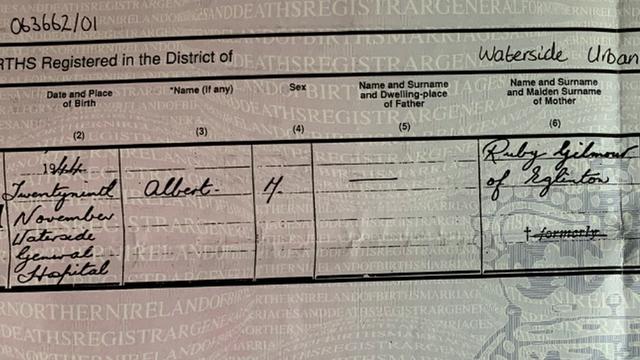 063662/01
RTHS Registered in the District of Waterside Urban
Date and Place of Birth
*Name (if any)
Sex
Name and Surname and Dwelling-place of Father
Name and Surname and Maiden Surname of Mother
(2) (3) (4) (5) (6)
1944
Twentynineth
November
Waterside
General
Hospital
Albert.
—
Ruby Gilmour
of Eglinton
† formerly